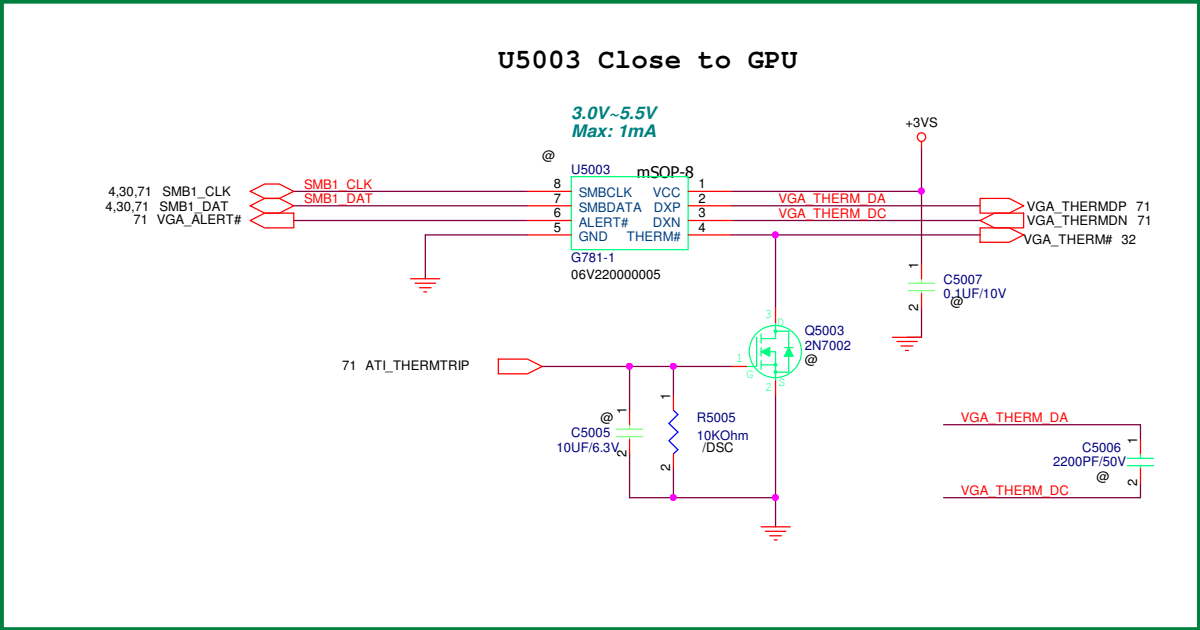 U5003 Close to GPU
3.0V~5.5V
Max: 1mA
+3VS
@
U5003
mSOP-8
4,30,71 SMB1_CLK
SMB1_CLK
8
SMBCLK
VCC
1
4,30,71 SMB1_DAT
SMB1_DAT
7
SMBDATA
DXP
2
VGA_THERM_DA
VGA_THERMDP 71
71 VGA_ALERT#
6
ALERT#
DXN
3
VGA_THERM_DC
VGA_THERMDN 71
5
GND
THERM#
4
VGA_THERM# 32
G781-1
06V220000005
1
C5007
0.1UF/10V
@
2
3
D
Q5003
2N7002
@
1
G
2
S
71 ATI_THERMTRIP
@
1
C5005
10UF/6.3V
2
1
R5005
10KOhm
/DSC
2
VGA_THERM_DA
1
C5006
2200PF/50V
@
2
VGA_THERM_DC